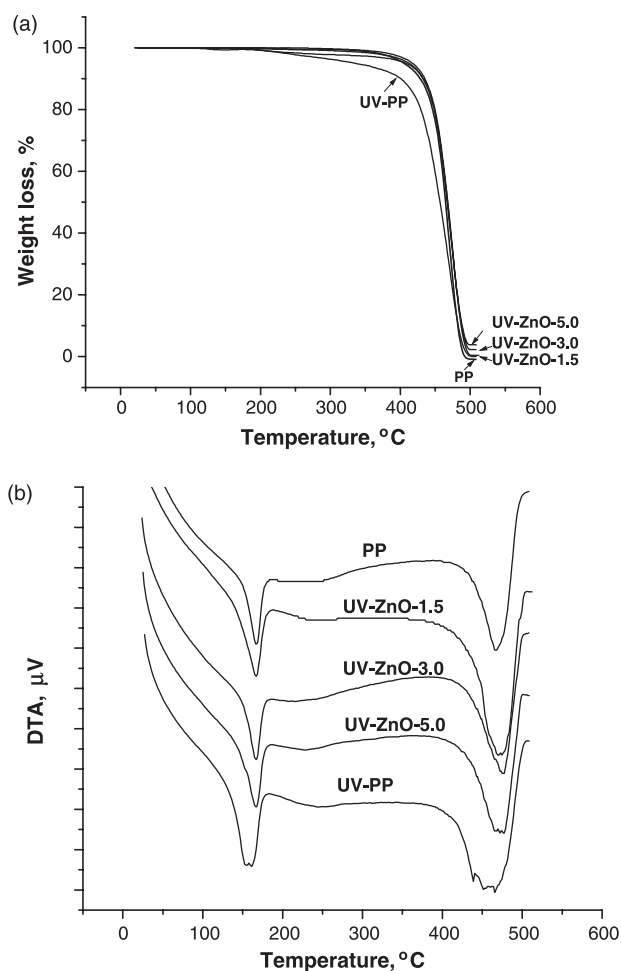 (a)
100
80
60
40
20
0
Weight loss, %
UV-PP
UV-ZnO-5.0
UV-ZnO-3.0
UV-ZnO-1.5
PP
0 100 200 300 400 500 600
Temperature, °C
(b)
DTA, μV
PP
UV-ZnO-1.5
UV-ZnO-3.0
UV-ZnO-5.0
UV-PP
0 100 200 300 400 500 600
Temperature, °C